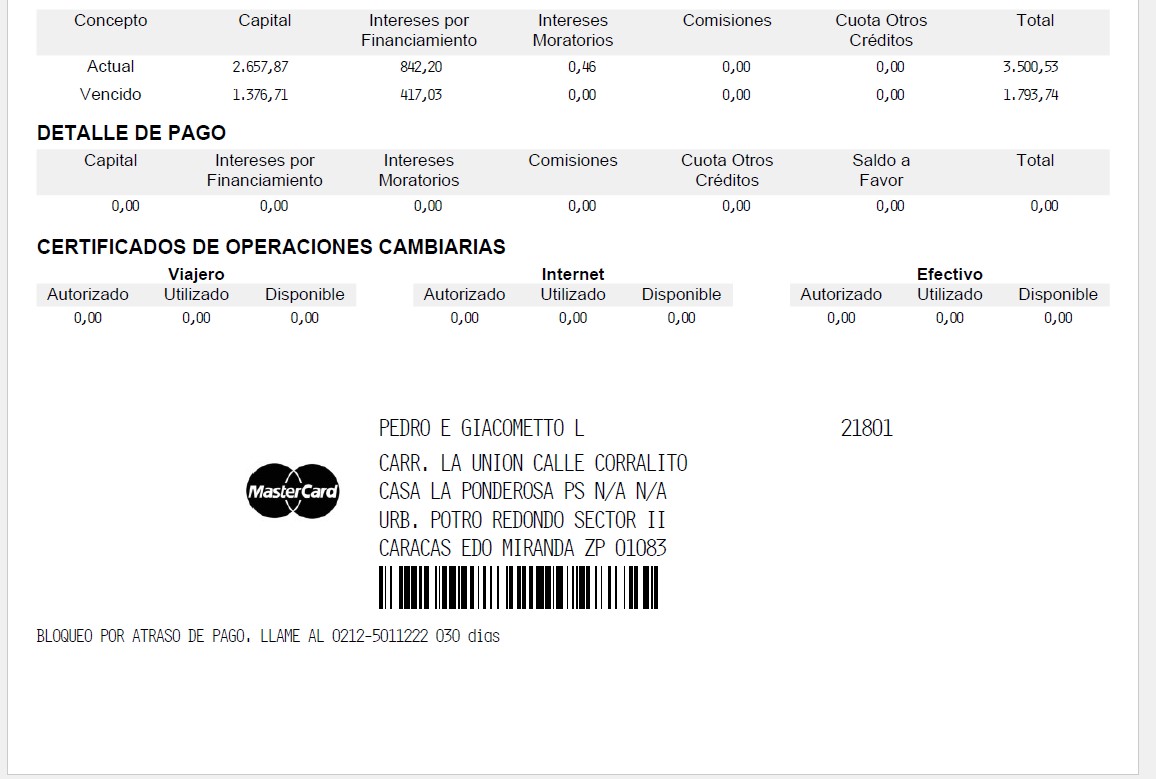 Concepto Capital Intereses por Financiamiento Intereses Moratorios Comisiones Cuota Otros Créditos Total
Actual 2.657,87 842,20 0,46 0,00 0,00 3.500,53
Vencido 1.376,71 417,03 0,00 0,00 0,00 1.793,74
DETALLE DE PAGO
Capital Intereses por Financiamiento Intereses Moratorios Comisiones Cuota Otros Créditos Saldo a Favor Total
0,00 0,00 0,00 0,00 0,00 0,00 0,00
CERTIFICADOS DE OPERACIONES CAMBIARIAS
Viajero Internet Efectivo
Autorizado Utilizado Disponible Autorizado Utilizado Disponible Autorizado Utilizado Disponible
0,00 0,00 0,00 0,00 0,00 0,00 0,00 0,00 0,00
PEDRO E GIACOMETTO L 21801
CARR. LA UNION CALLE CORRALITO
MasterCard
CASA LA PONDEROSA PS N/A N/A
URB. POTRO REDONDO SECTOR II
CARACAS EDO MIRANDA ZP 01083
BLOQUEO POR ATRASO DE PAGO. LLAME AL 0212-5011222 030 dias